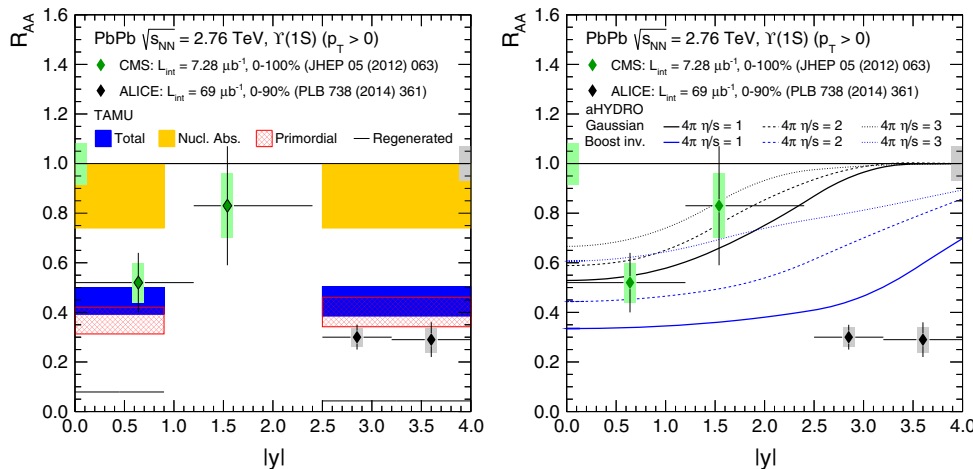 R_AA
PbPb √s_NN = 2.76 TeV, ϒ(1S) (p_T > 0)
CMS: L_int = 7.28 μb⁻¹, 0-100% (JHEP 05 (2012) 063)
ALICE: L_int = 69 μb⁻¹, 0-90% (PLB 738 (2014) 361)
TAMU
Total Nucl. Abs. Primordial Regenerated
1.6
1.4
1.2
1.0
0.8
0.6
0.4
0.2
0.0
0.0 0.5 1.0 1.5 2.0 2.5 3.0 3.5 4.0
|y|
R_AA
PbPb √s_NN = 2.76 TeV, ϒ(1S) (p_T > 0)
CMS: L_int = 7.28 μb⁻¹, 0-100% (JHEP 05 (2012) 063)
ALICE: L_int = 69 μb⁻¹, 0-90% (PLB 738 (2014) 361)
aHYDRO
Gaussian 4π η/s = 1 4π η/s = 2 4π η/s = 3
Boost inv. 4π η/s = 1 4π η/s = 2 4π η/s = 3
1.6
1.4
1.2
1.0
0.8
0.6
0.4
0.2
0.0
0.0 0.5 1.0 1.5 2.0 2.5 3.0 3.5 4.0
|y|